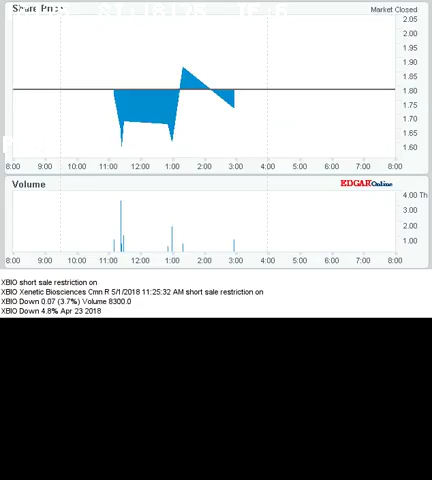 Share Price
Market Closed
2.05
2.00
1.95
1.90
1.85
1.80
1.75
1.70
1.65
1.60
8:00 9:00 10:00 11:00 12:00 1:00 2:00 3:00 4:00 5:00 6:00 7:00 8:00
Volume
EDGAR Online
4.00 Th
3.00
2.00
1.00
8:00 9:00 10:00 11:00 12:00 1:00 2:00 3:00 4:00 5:00 6:00 7:00 8:00
XBIO short sale restriction on
XBIO Xenetic Biosciences Cmn R 5/1/2018 11:25:32 AM short sale restriction on
XBIO Down 0.07 (3.7%) Volume 8300.0
XBIO Down 4.8% Apr 23 2018